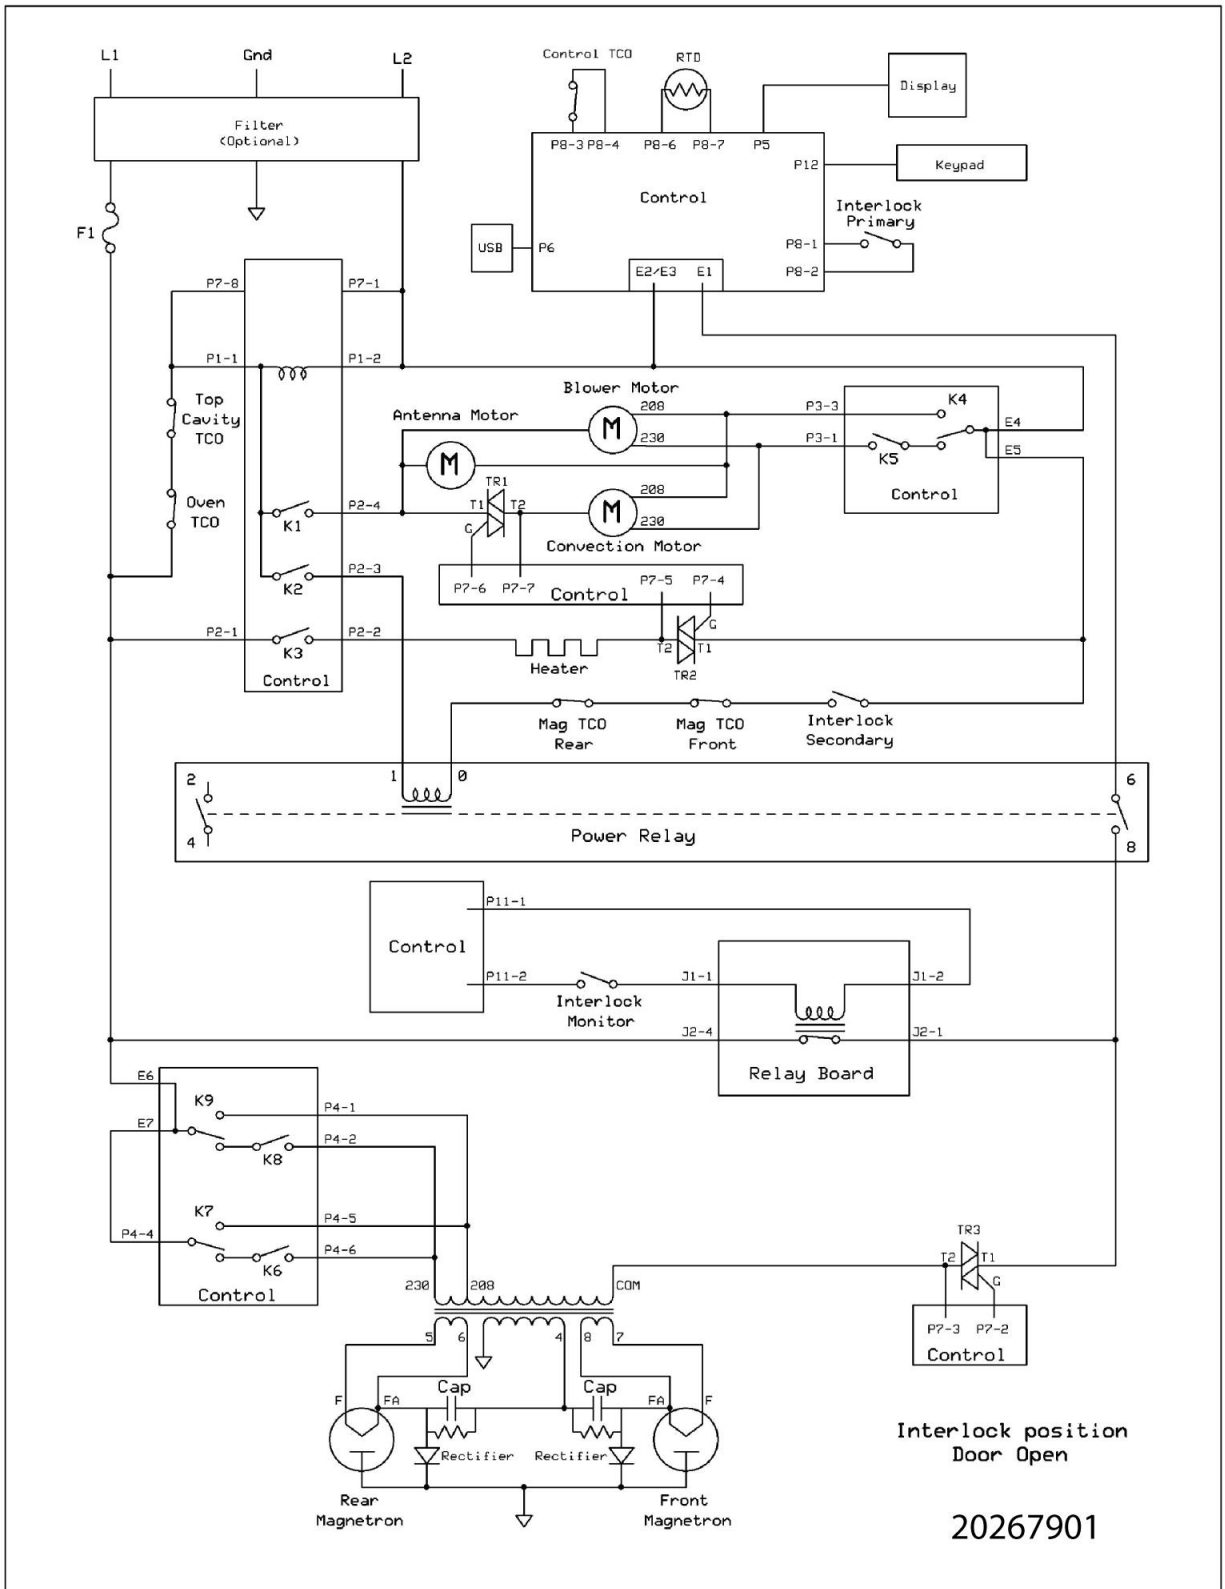 L1
Gnd
L2
Control TCO
RTD
Display
Filter
(Optional)
P8-3
P8-4
P8-6
P8-7
P5
P12
Keypad
Control
Interlock
Primary
F1
USB
P6
P8-1
P8-2
E2/E3
E1
P7-8
P7-1
P1-1
P1-2
Top
Cavity
TCO
Blower Motor
Antenna Motor
M
208
230
P3-3
P3-1
K4
K5
E4
E5
Control
M
Oven
TCO
K1
P2-4
TR1
T1
T2
G
M
208
230
Convection Motor
K2
P2-3
P7-6
P7-7
Control
P7-5
P7-4
P2-1
K3
P2-2
Control
Heater
G
T2
T1
TR2
Mag TCO
Rear
Mag TCO
Front
Interlock
Secondary
2
4
1
0
6
8
Power Relay
Control
P11-1
P11-2
Interlock
Monitor
J1-1
J1-2
J2-4
J2-1
Relay Board
E6
K9
P4-1
E7
P4-2
K8
K7
P4-4
P4-5
P4-6
K6
Control
230
208
COM
TR3
T2
T1
G
P7-3
P7-2
Control
5
6
4
8
7
F
FA
Cap
Cap
FA
F
Rectifier
Rectifier
Rear
Magnetron
Front
Magnetron
Interlock position
Door Open
20267901